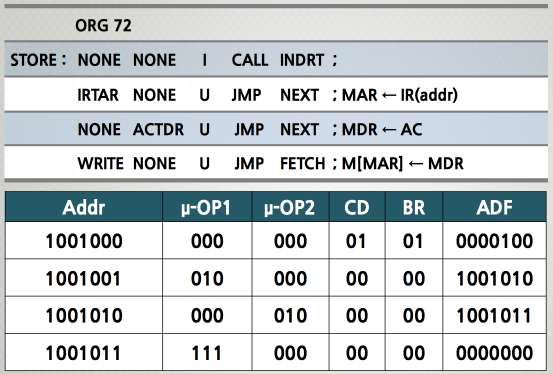 ORG 72
STORE : NONE NONE I CALL INDRT ;
IRTAR NONE U JMP NEXT ; MAR ← IR(addr)
NONE ACTDR U JMP NEXT ; MDR ← AC
WRITE NONE U JMP FETCH ; M[MAR] ← MDR
Addr μ-OP1 μ-OP2 CD BR ADF
1001000 000 000 01 01 0000100
1001001 010 000 00 00 1001010
1001010 000 010 00 00 1001011
1001011 111 000 00 00 0000000